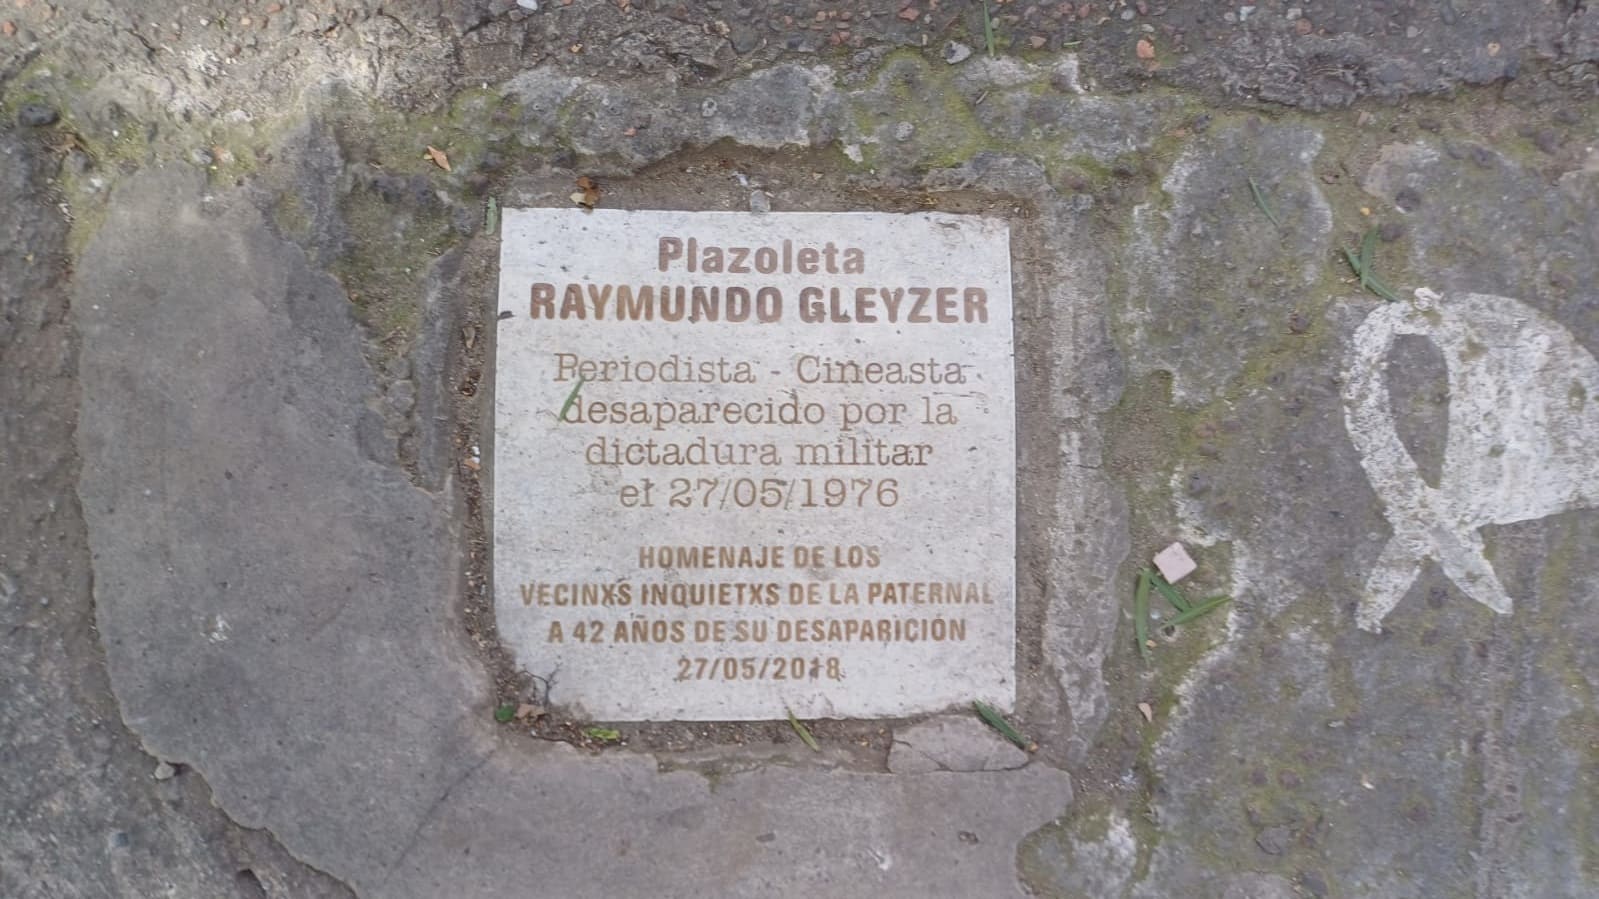 Plazoleta
RAYMUNDO GLEYZER
Periodista - Cineasta
desaparecido por la
dictadura militar
el 27/05/1976
HOMENAJE DE LOS
VECINXS INQUIETXS DE LA PATERNAL
A 42 AÑOS DE SU DESAPARICIÓN
27/05/2018